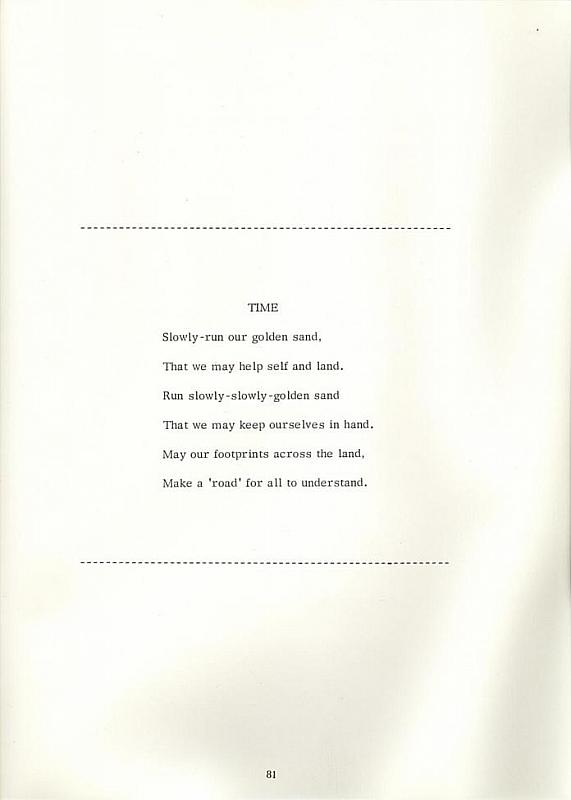 TIME
Slowly-run our golden sand,
That we may help self and land.
Run slowly-slowly-golden sand
That we may keep ourselves in hand.
May our footprints across the land,
Make a 'road' for all to understand.
81